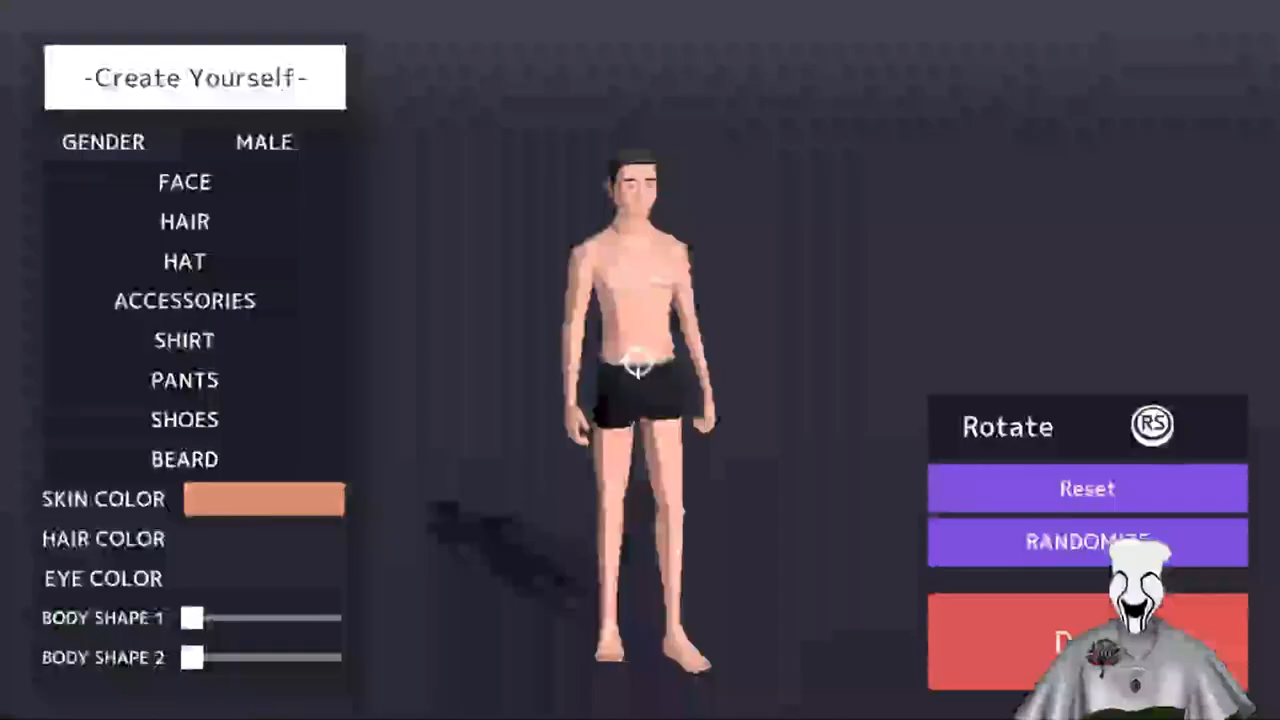 -Create Yourself-
GENDER MALE
FACE
HAIR
HAT
ACCESSORIES
SHIRT
PANTS
SHOES
BEARD
SKIN COLOR
HAIR COLOR
EYE COLOR
BODY SHAPE 1
BODY SHAPE 2
Rotate RS
Reset
RANDOMIZE